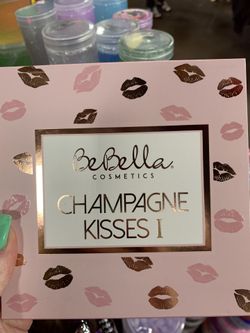 BeBella®
COSMETICS
CHAMPAGNE
KISSES I